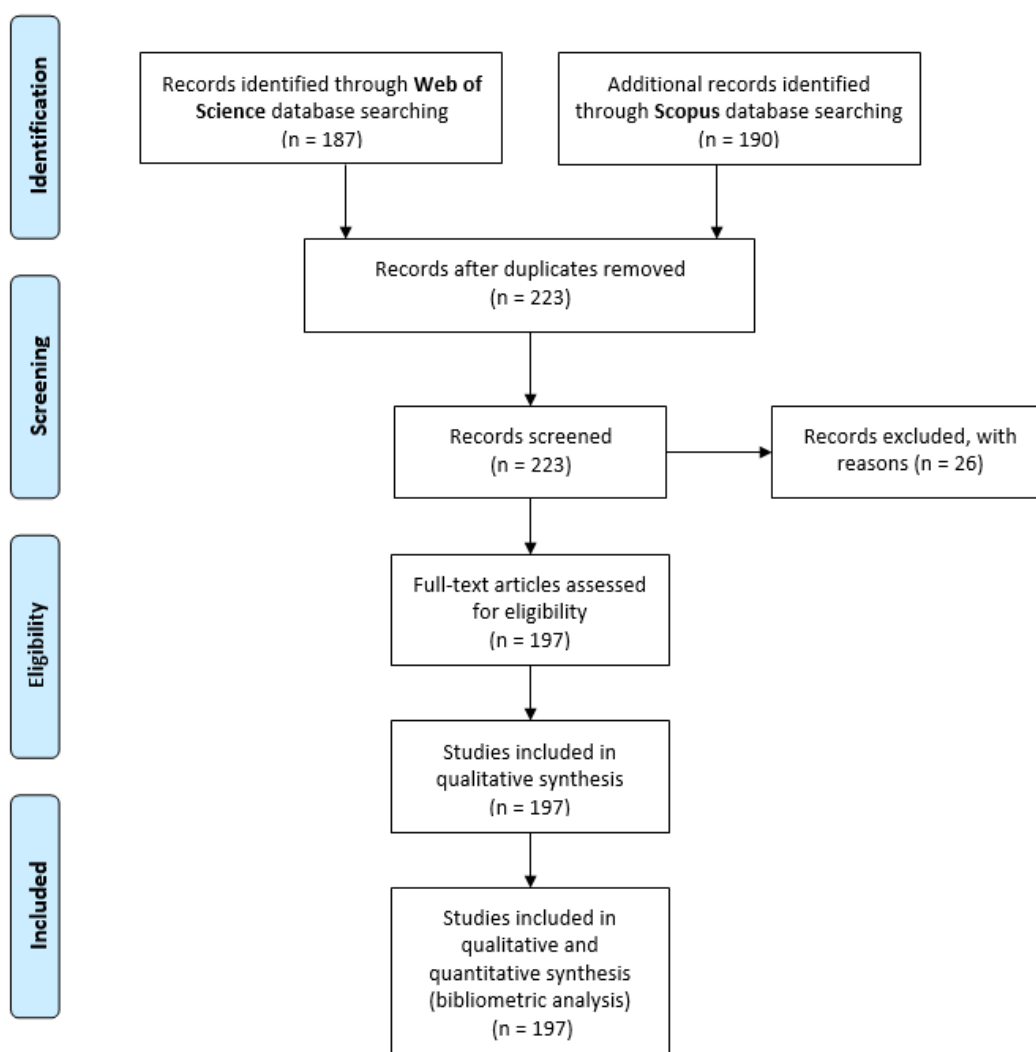 Identification
Records identified through Web of
Science database searching
(n = 187)
Additional records identified
through Scopus database searching
(n = 190)
Records after duplicates removed
(n = 223)
Screening
Records screened
(n = 223)
Records excluded, with
reasons (n = 26)
Eligibility
Full-text articles assessed
for eligibility
(n = 197)
Studies included in
qualitative synthesis
(n = 197)
Included
Studies included in
qualitative and
quantitative synthesis
(bibliometric analysis)
(n = 197)